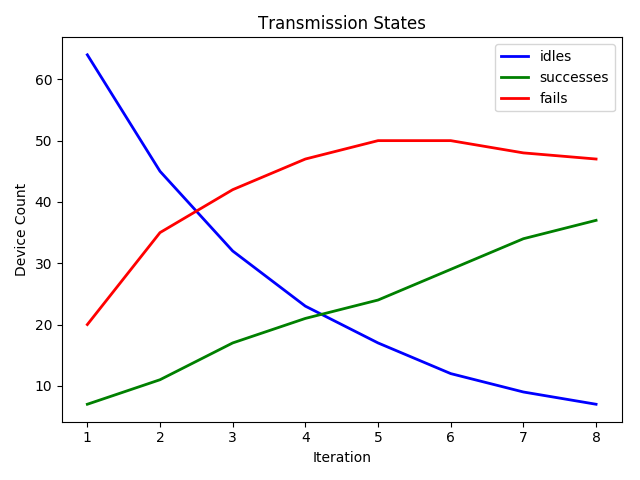 Transmission States
idles
successes
fails
60
50
40
30
20
10
Device Count
1 2 3 4 5 6 7 8
Iteration